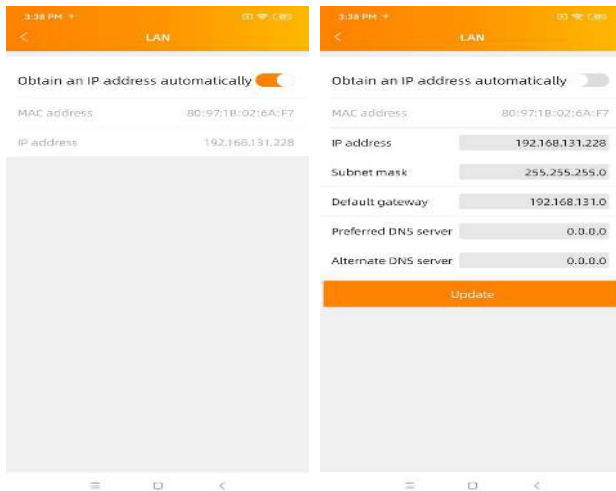 3:38 PM
LAN
Obtain an IP address automatically
MAC address 80:97:1B:02:6A:F7
IP address 192.168.131.228
3:38 PM
LAN
Obtain an IP address automatically
MAC address 80:97:1B:02:6A:F7
IP address 192.168.131.228
Subnet mask 255.255.255.0
Default gateway 192.168.131.0
Preferred DNS server 0.0.0.0
Alternate DNS server 0.0.0.0
Update